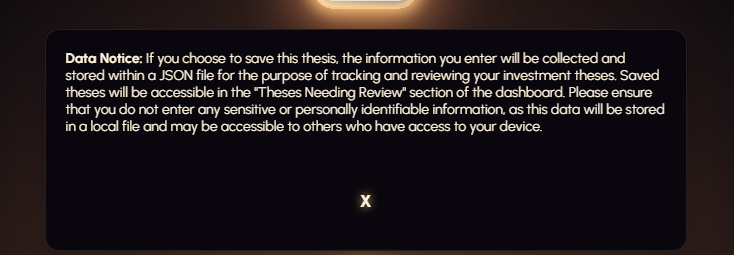 Data Notice: If you choose to save this thesis, the information you enter will be collected and
stored within a JSON file for the purpose of tracking and reviewing your investment theses. Saved
theses will be accessible in the "Theses Needing Review" section of the dashboard. Please ensure
that you do not enter any sensitive or personally identifiable information, as this data will be stored
in a local file and may be accessible to others who have access to your device.
X